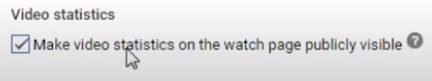 Video statistics
Make video statistics on the watch page publicly visible ?